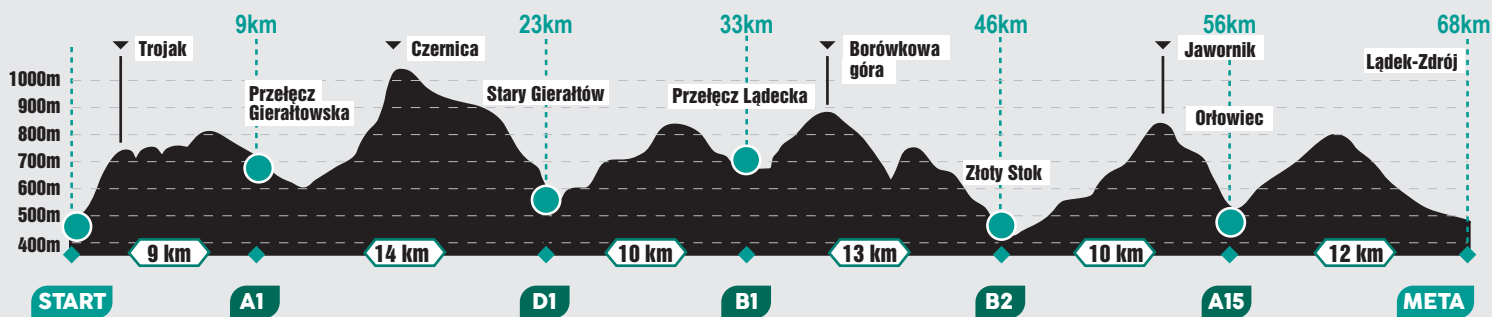 9km
23km
33km
46km
56km
68km
Trojak
Czernica
Borówkowa
góra
Jawornik
Lądek-Zdrój
Przełęcz
Gierałtowska
Stary Gierałtów
Przełęcz Lądecka
Orłowiec
Złoty Stok
1000m
900m
800m
700m
600m
500m
400m
9 km
14 km
10 km
13 km
10 km
12 km
START
A1
D1
B1
B2
A15
META